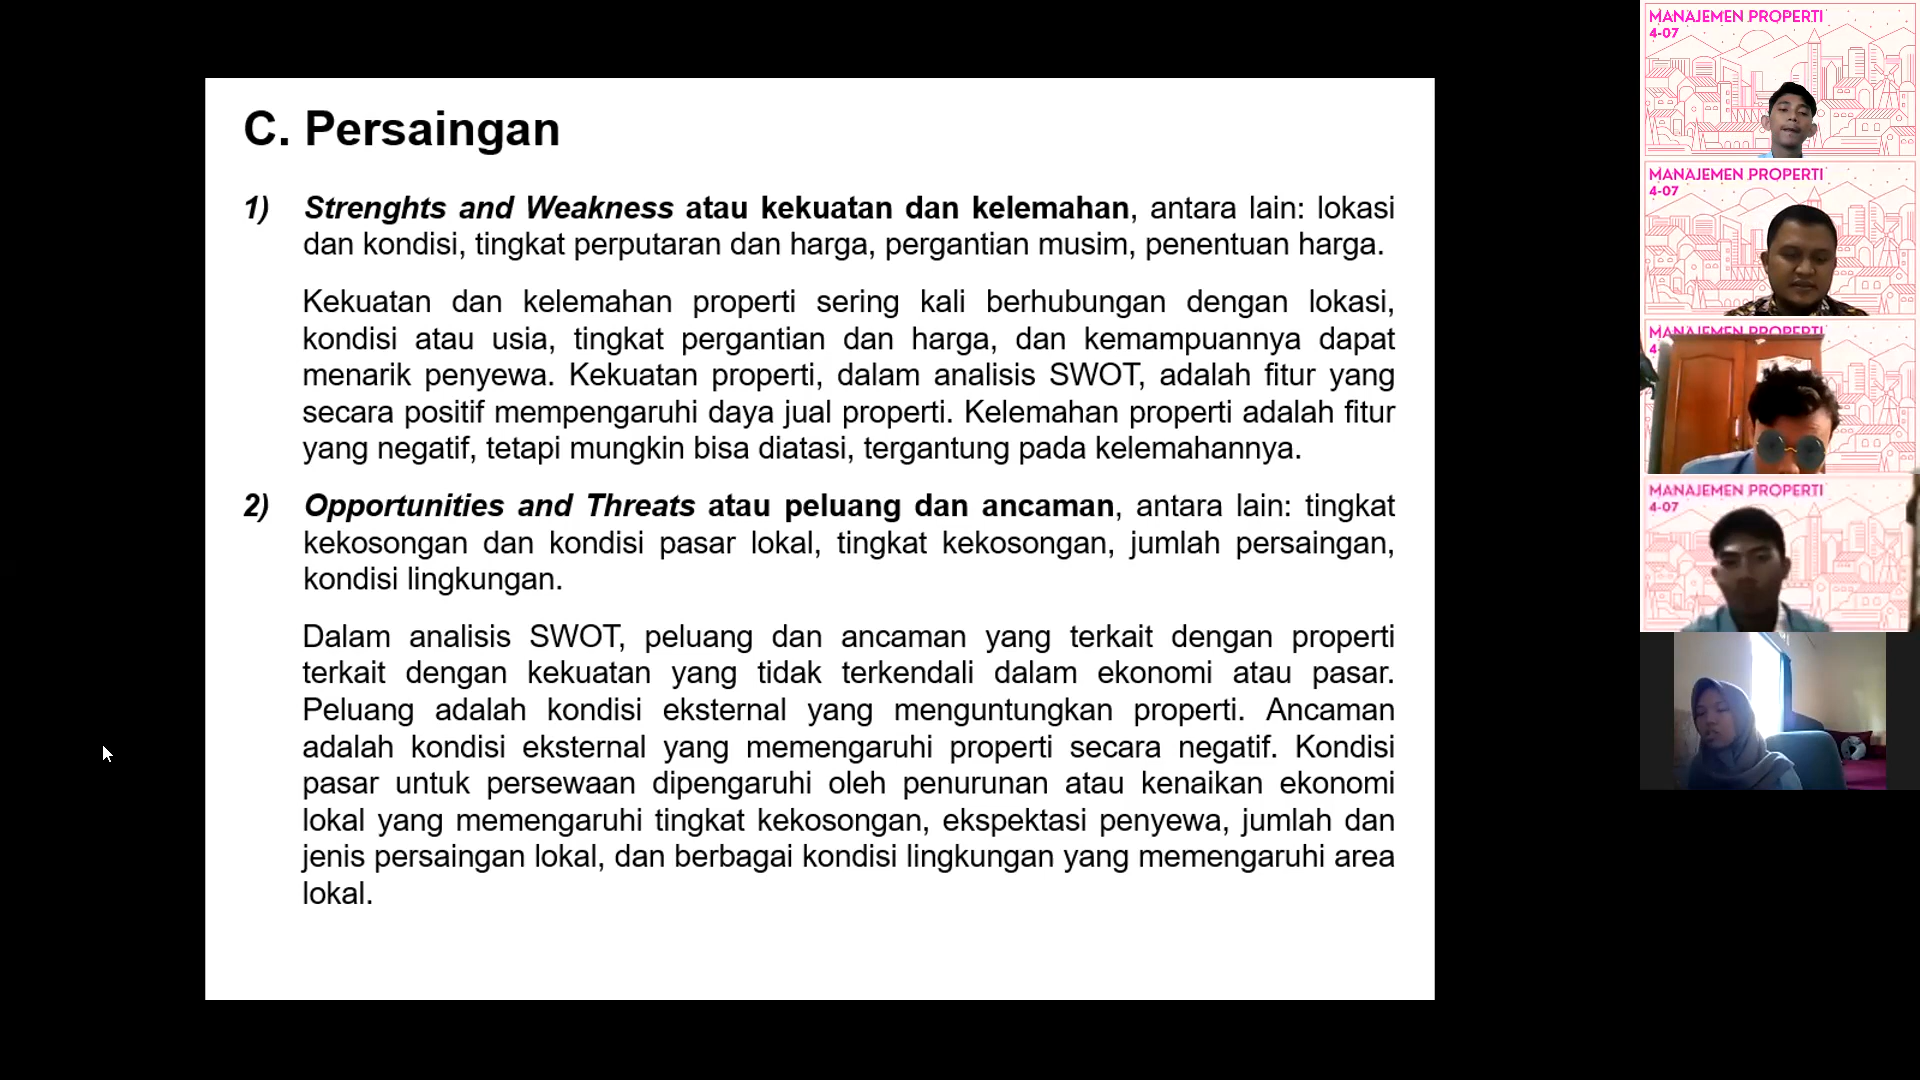 C. Persaingan
1) Strenghts and Weakness atau kekuatan dan kelemahan, antara lain: lokasi
dan kondisi, tingkat perputaran dan harga, pergantian musim, penentuan harga.
Kekuatan dan kelemahan properti sering kali berhubungan dengan lokasi,
kondisi atau usia, tingkat pergantian dan harga, dan kemampuannya dapat
menarik penyewa. Kekuatan properti, dalam analisis SWOT, adalah fitur yang
secara positif mempengaruhi daya jual properti. Kelemahan properti adalah fitur
yang negatif, tetapi mungkin bisa diatasi, tergantung pada kelemahannya.
2) Opportunities and Threats atau peluang dan ancaman, antara lain: tingkat
kekosongan dan kondisi pasar lokal, tingkat kekosongan, jumlah persaingan,
kondisi lingkungan.
Dalam analisis SWOT, peluang dan ancaman yang terkait dengan properti
terkait dengan kekuatan yang tidak terkendali dalam ekonomi atau pasar.
Peluang adalah kondisi eksternal yang menguntungkan properti. Ancaman
adalah kondisi eksternal yang memengaruhi properti secara negatif. Kondisi
pasar untuk persewaan dipengaruhi oleh penurunan atau kenaikan ekonomi
lokal yang memengaruhi tingkat kekosongan, ekspektasi penyewa, jumlah dan
jenis persaingan lokal, dan berbagai kondisi lingkungan yang memengaruhi area
lokal.
MANAJEMEN PROPERTI
4-07
MANAJEMEN PROPERTI
4-07
MANAJEMEN PROPERTI
MANAJEMEN PROPERTI
4-07